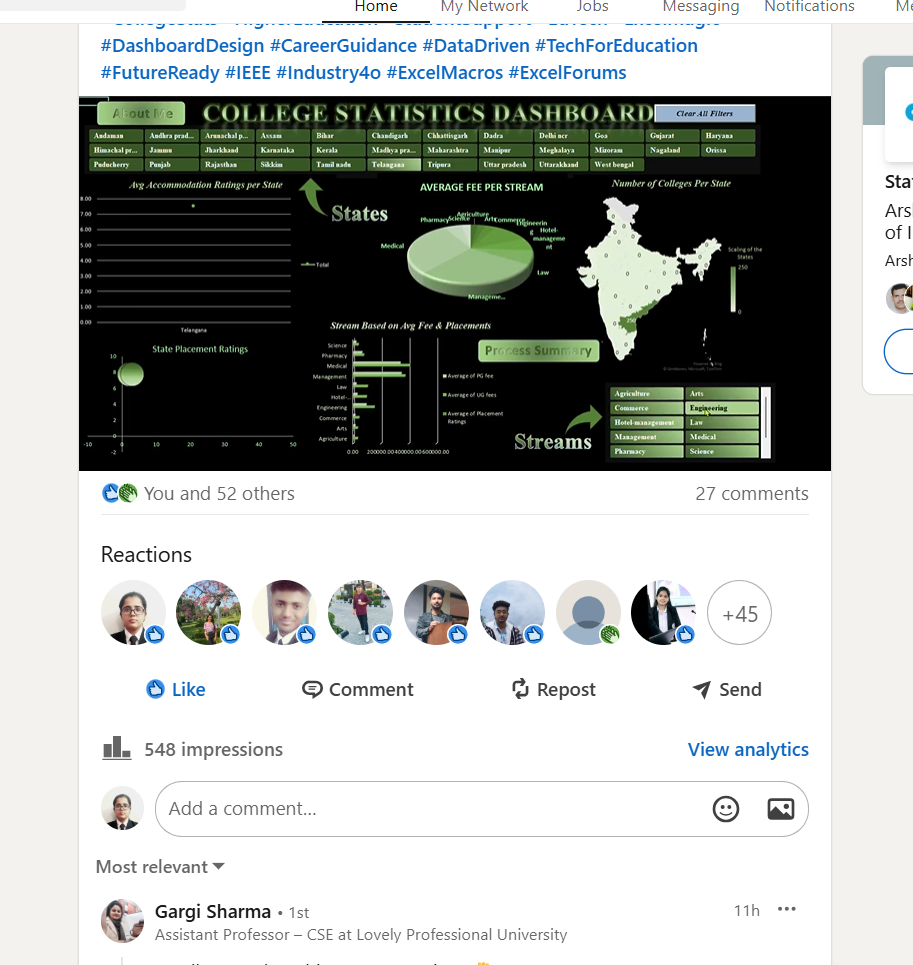 Home
My Network
Jobs
Messaging
Notifications
#DashboardDesign #CareerGuidance #DataDriven #TechForEducation
#FutureReady #IEEE #Industry4o #ExcelMacros #ExcelForums
About Me
COLLEGE STATISTICS DASHBOARD
Clear All Filters
Andaman Andhra prad... Arunachal p... Assam Bihar Chandigarh Chhattisgarh Dadra Delhi ncr Goa Gujarat Haryana
Himachal pr... Jammu Jharkhand Karnataka Kerala Madhya pra... Maharashtra Manipur Meghalaya Mizoram Nagaland Orissa
Puducherry Punjab Rajasthan Sikkim Tamil nadu Telangana Tripura Uttar pradesh Uttarakhand West bengal
Avg Accommodation Ratings per State
8.00
7.00
6.00
5.00
4.00
3.00
2.00
1.00
0.00
Total
Telangana
States
AVERAGE FEE PER STREAM
Agriculture
Arts
Commerce
Engineerin
g
Hotel-
manageme
nt
Law
Manageme...
Medical
Pharmacy
Science
Number of Colleges Per State
Scaling of the
States
250
0
250
State Placement Ratings
10
8
6
4
2
0
-2
-10 0 10 20 30 40 50
Stream Based on Avg Fee & Placements
Science
Pharmacy
Medical
Management
Law
Hotel-...
Engineering
Commerce
Arts
Agriculture
0.00 200000.00 400000.00 600000.00
Average of PG fee
Average of UG fees
Average of Placement
Ratings
Process Summary
Streams
Agriculture Arts
Commerce Engineering
Hotel-management Law
Management Medical
Pharmacy Science
You and 52 others
27 comments
Reactions
+45
Like
Comment
Repost
Send
548 impressions
View analytics
Add a comment...
Most relevant
Gargi Sharma • 1st
11h
Assistant Professor – CSE at Lovely Professional University
of I